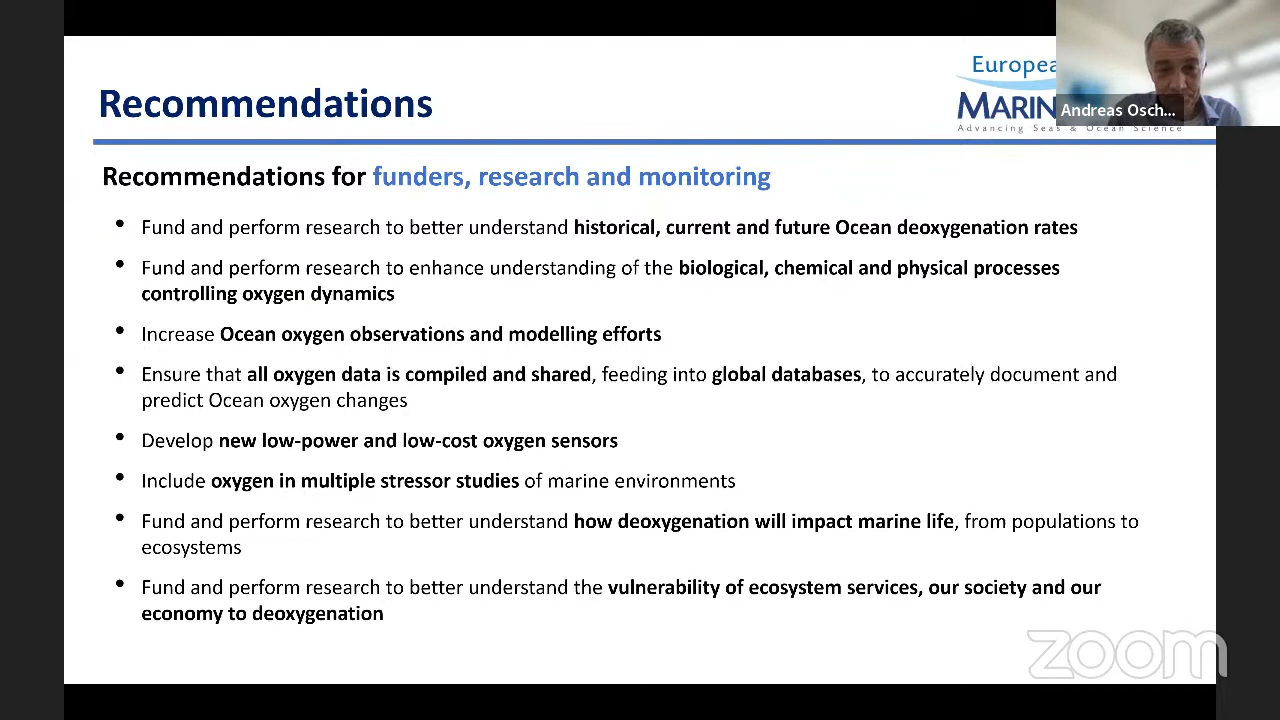 Recommendations
Europea
MARIN
Advancing Seas & Ocean Science
Andreas Osch...
Recommendations for funders, research and monitoring
• Fund and perform research to better understand historical, current and future Ocean deoxygenation rates
• Fund and perform research to enhance understanding of the biological, chemical and physical processes
controlling oxygen dynamics
• Increase Ocean oxygen observations and modelling efforts
• Ensure that all oxygen data is compiled and shared, feeding into global databases, to accurately document and
predict Ocean oxygen changes
• Develop new low-power and low-cost oxygen sensors
• Include oxygen in multiple stressor studies of marine environments
• Fund and perform research to better understand how deoxygenation will impact marine life, from populations to
ecosystems
• Fund and perform research to better understand the vulnerability of ecosystem services, our society and our
economy to deoxygenation
zoom